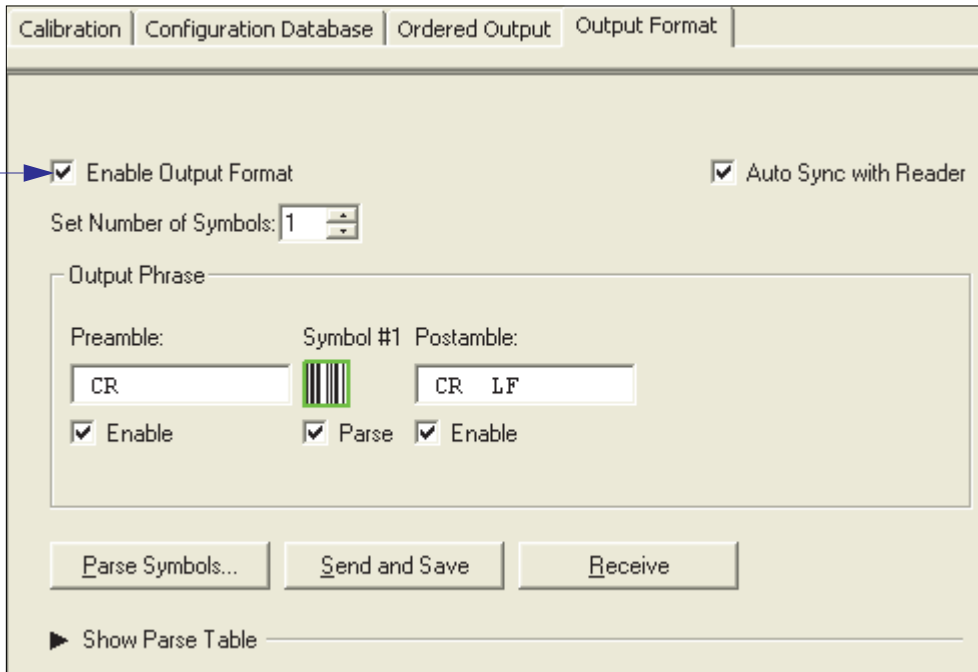 Calibration Configuration Database Ordered Output Output Format
Enable Output Format Auto Sync with Reader
Set Number of Symbols: 1
Output Phrase
Preamble: Symbol #1 Postamble:
CR CR LF
Enable Parse Enable
Parse Symbols... Send and Save Receive
Show Parse Table